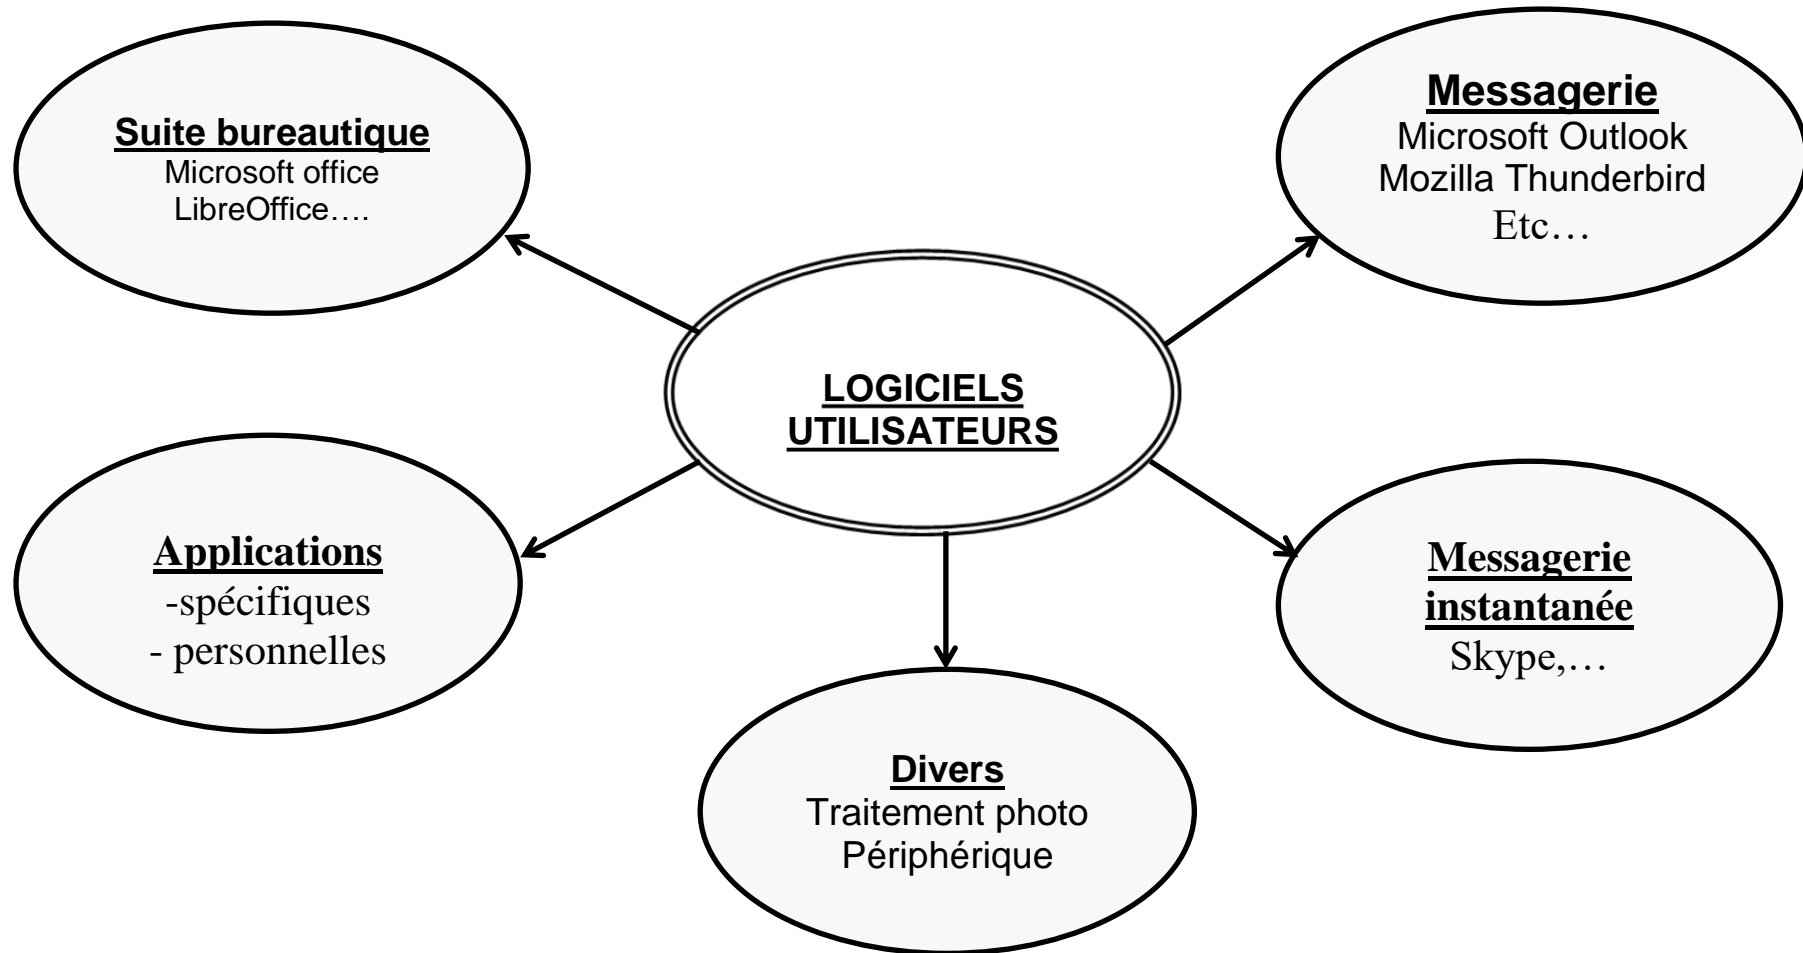 Suite bureautique
Microsoft office
LibreOffice….
Messagerie
Microsoft Outlook
Mozilla Thunderbird
Etc…
LOGICIELS
UTILISATEURS
Applications
-spécifiques
- personnelles
Messagerie
instantanée
Skype,…
Divers
Traitement photo
Périphérique